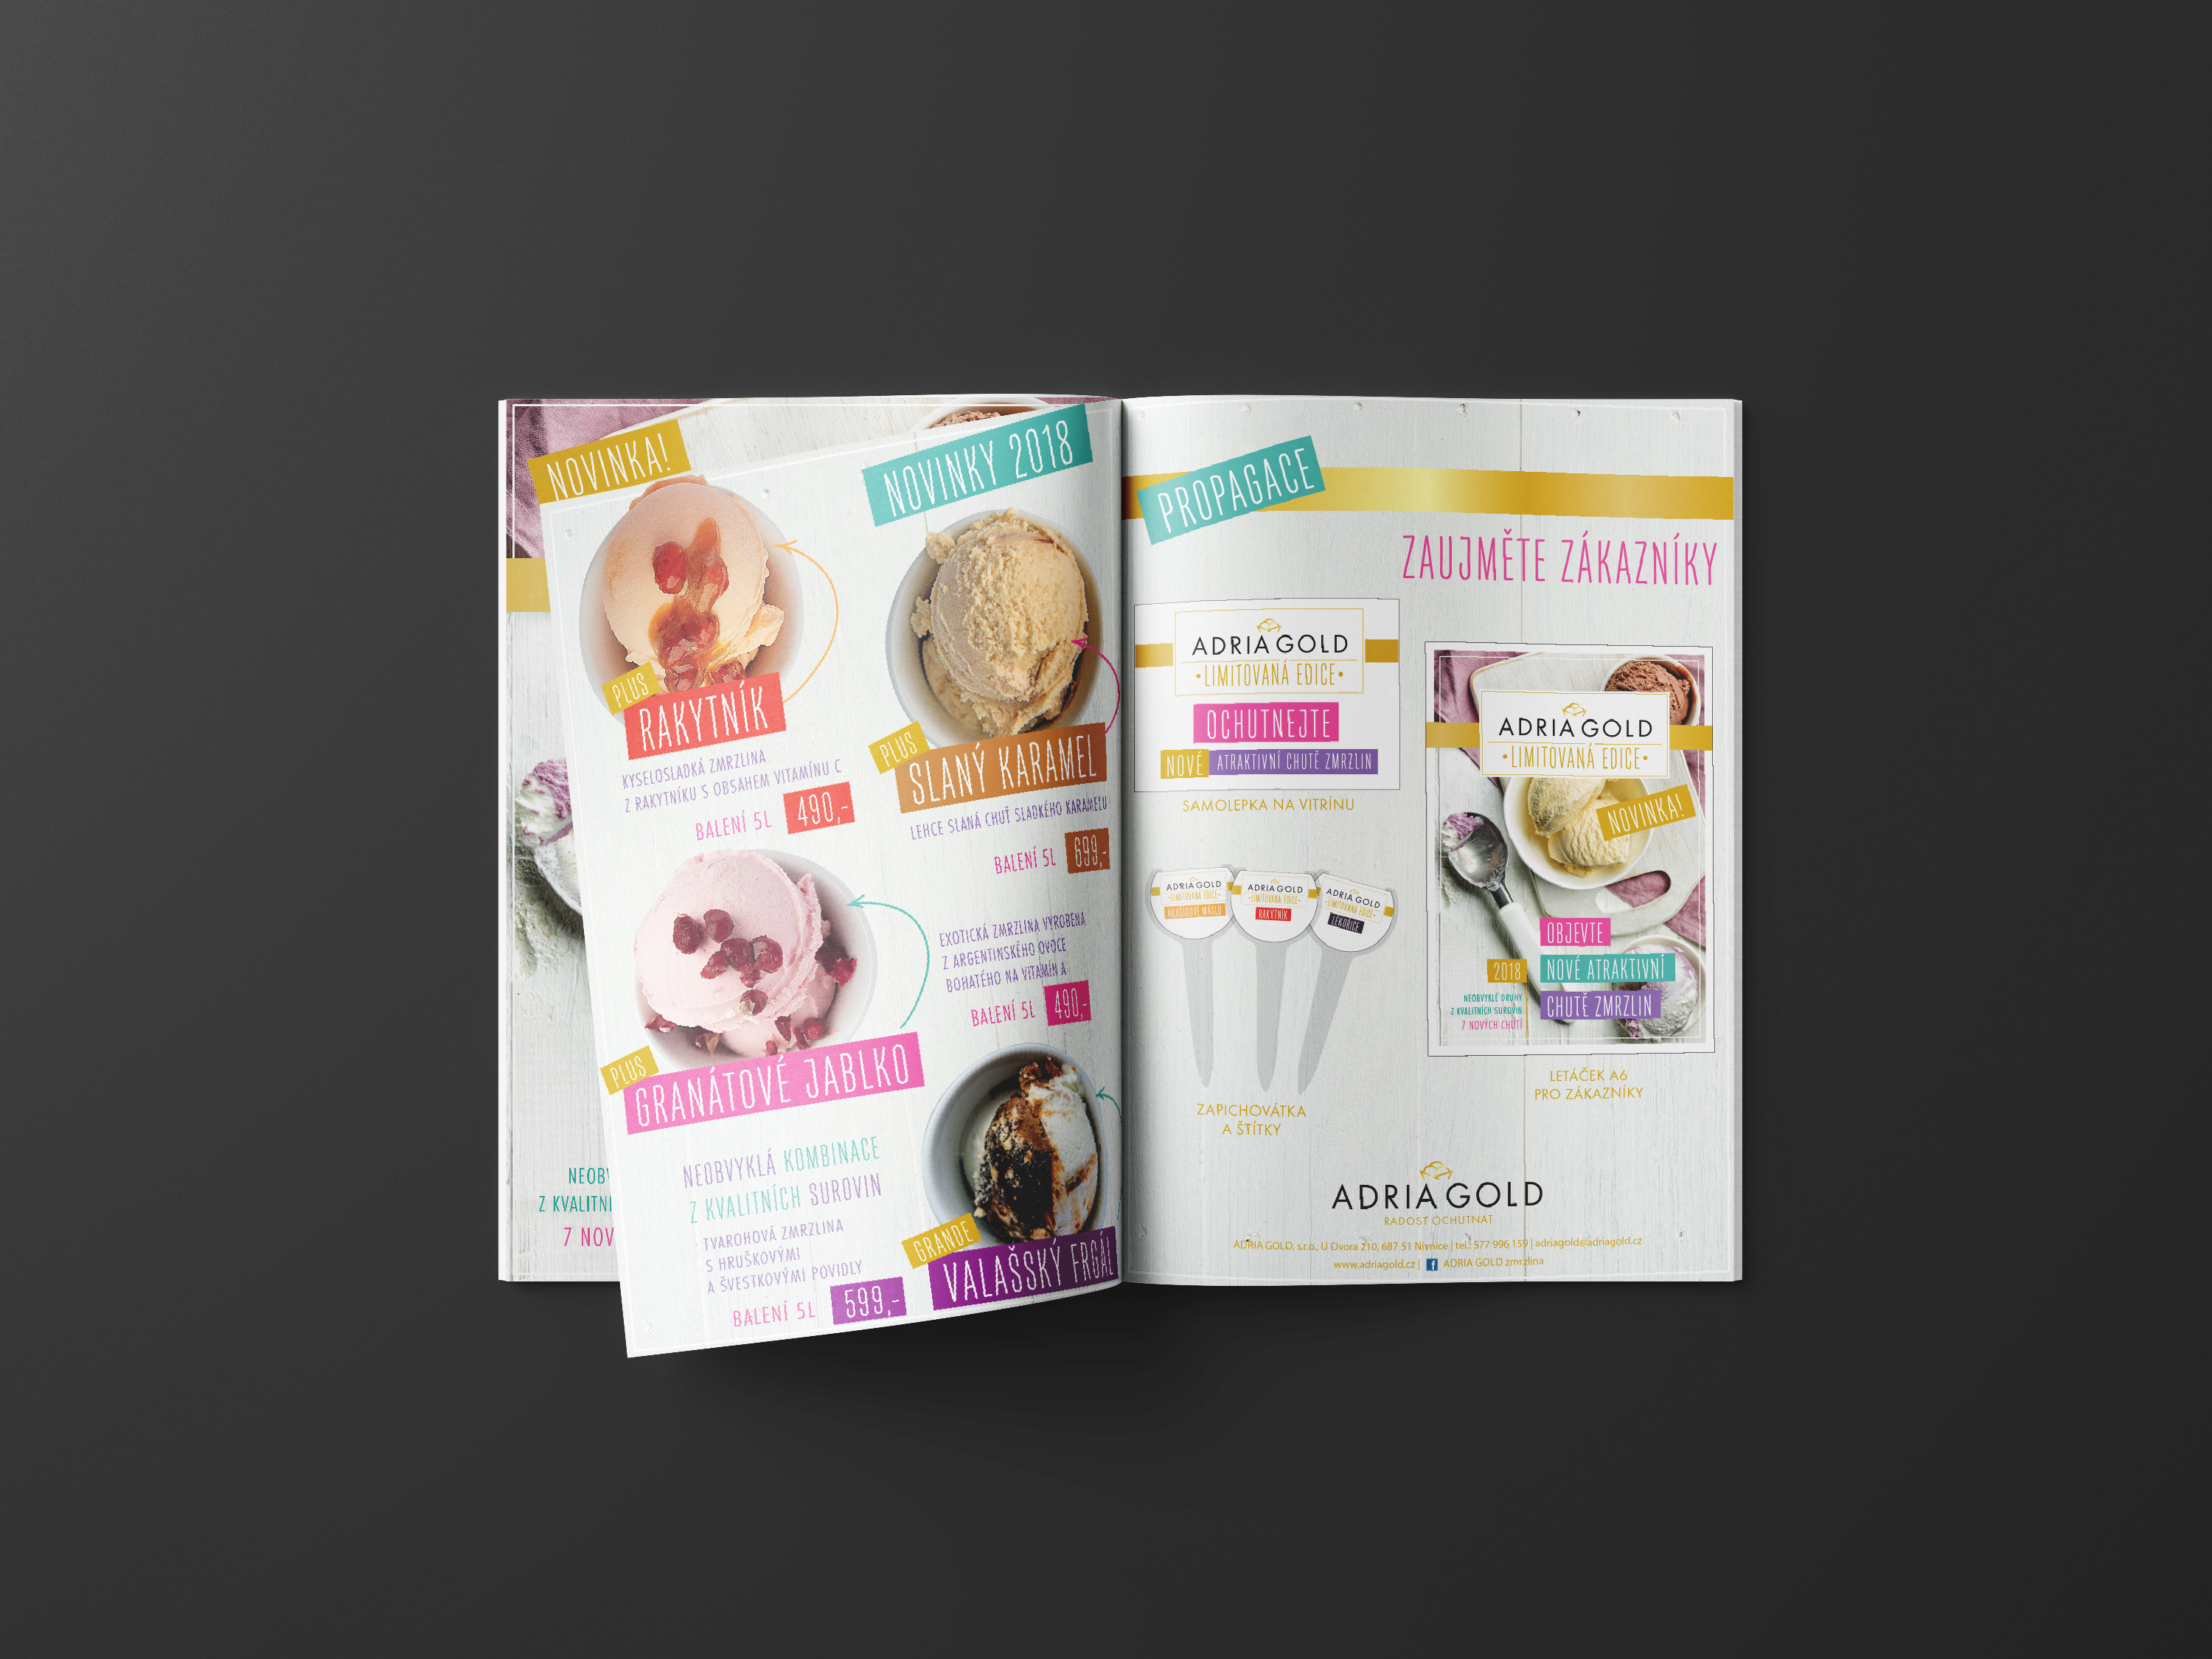 NOVINKA!
NOVINKY 2018
PLUS
RAKYTNÍK
KYSELOSLADKÁ ZMRZLINA
Z RAKYTNÍKU S OBSAHEM VITAMÍNU C
BALENÍ 5L 490,-
PLUS
SLANÝ KARAMEL
LEHCE SLANÁ CHUŤ SLADKÉHO KARAMELU
BALENÍ 5L 699,-
EXOTICKÁ ZMRZLINA VYROBENA
Z ARGENTINSKÉHO OVOCE
BOHATÉHO NA VITAMÍN A
BALENÍ 5L 490,-
PLUS
GRANÁTOVÉ JABLKO
NEOBVYKLÁ KOMBINACE
Z KVALITNÍCH SUROVIN
TVAROHOVÁ ZMRZLINA
S HRUŠKOVÝMI
A ŠVESTKOVÝMI POVIDLY
BALENÍ 5L 599,-
GRANDE
VALAŠSKÝ FRGÁL
NEOBV
Z KVALITN
7 NOV
PROPAGACE
ZAUJMĚTE ZÁKAZNÍKY
ADRIA GOLD
•LIMITOVANÁ EDICE•
OCHUTNEJTE
NOVÉ ATRAKTIVNÍ CHUTĚ ZMRZLIN
SAMOLEPKA NA VITRÍNU
ADRIA GOLD
•LIMITOVANÁ EDICE•
ARAŠÍDOVÉ MÁSLO
ADRIA GOLD
•LIMITOVANÁ EDICE•
RAKYTNÍK
ADRIA GOLD
•LIMITOVANÁ EDICE•
LÉKOŘICE
ZAPICHOVÁTKA
A ŠTÍTKY
ADRIA GOLD
•LIMITOVANÁ EDICE•
NOVINKA!
OBJEVTE
2018 NOVÉ ATRAKTIVNÍ
CHUTĚ ZMRZLIN
NEOBVYKLÉ DRUHY
Z KVALITNÍCH SUROVIN
7 NOVÝCH CHUTÍ
LETÁČEK A6
PRO ZÁKAZNÍKY
ADRIA GOLD
RADOST OCHUTNAT
ADRIA GOLD, s.r.o., U Dvora 210, 687 51 Nivnice | tel.: 577 996 159 | adriagold@adriagold.cz
www.adriagold.cz | f ADRIA GOLD zmrzlina